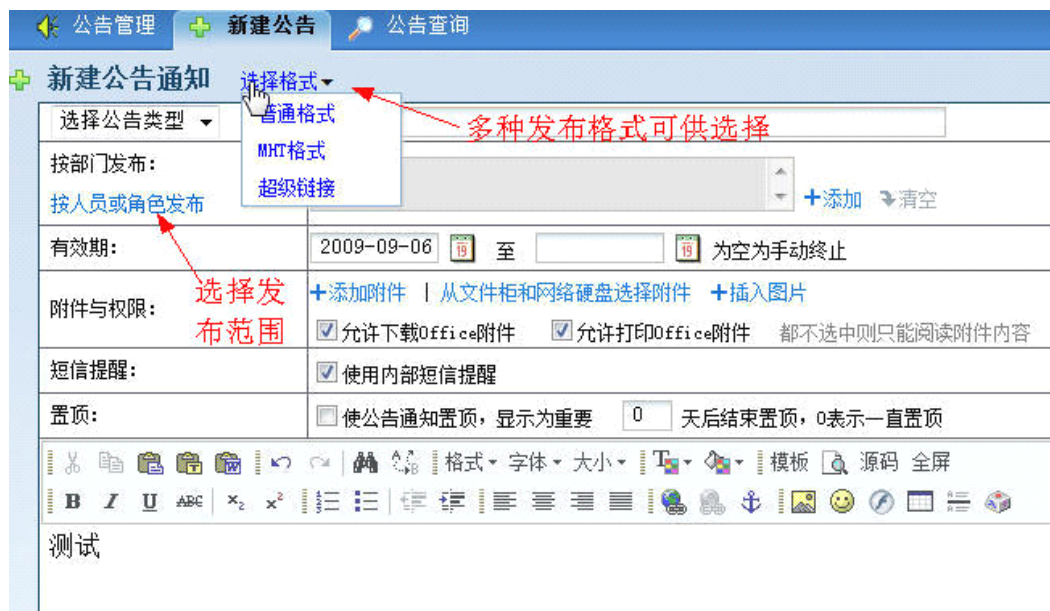 公告管理 新建公告 公告查询
新建公告通知 选择格式
选择公告类型 普通格式 多种发布格式可供选择
按部门发布: MHT格式
按人员或角色发布 超级链接 添加 清空
有效期: 2009-09-06 19 至 19 为空为手动终止
选择发
布范围
附件与权限: 添加附件 | 从文件柜和网络硬盘选择附件 插入图片
允许下载Office附件 允许打印Office附件 都不选中则只能阅读附件内容
短信提醒: 使用内部短信提醒
置顶: 使公告通知置顶，显示为重要 0 天后结束置顶，0表示一直置顶
格式 字体 大小 模板 源码 全屏
B I U ABC ×₂ ×²
测试